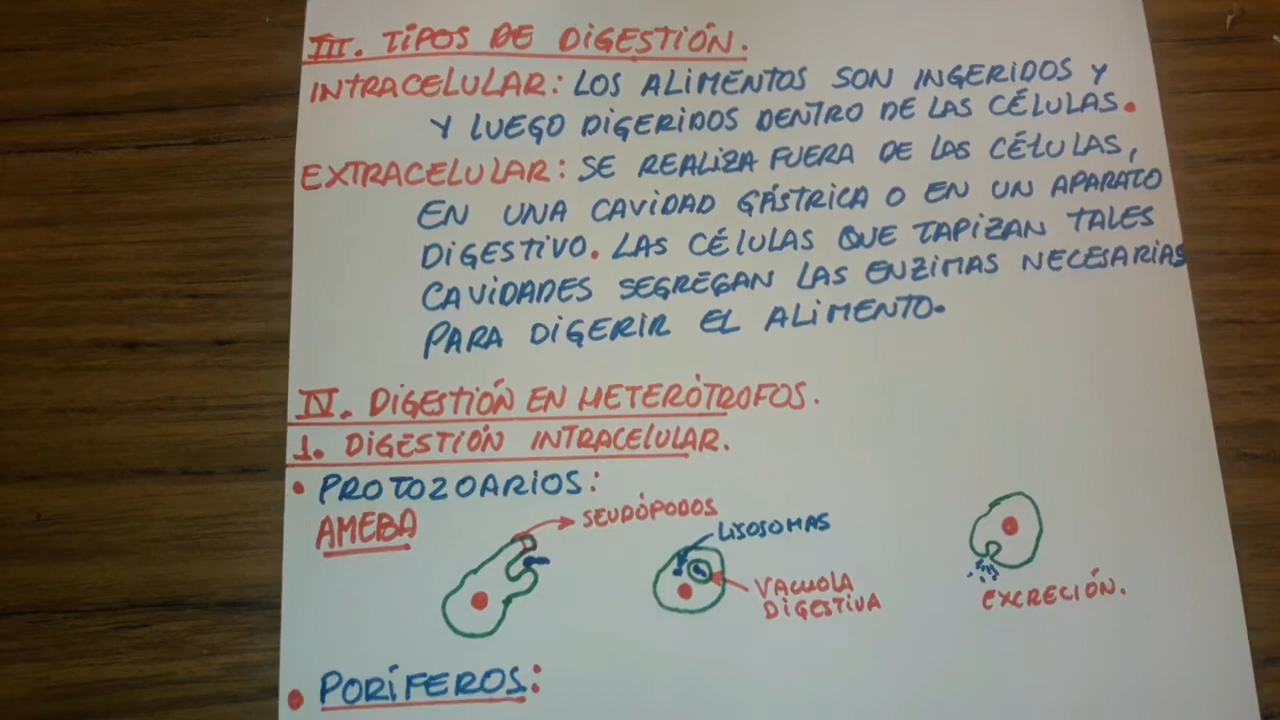 III. TIPOS DE DIGESTIÓN.
INTRACELULAR: LOS ALIMENTOS SON INGERIDOS Y
Y LUEGO DIGERIDOS DENTRO DE LAS CÉLULAS.
EXTRACELULAR: SE REALIZA FUERA DE LAS CÉLULAS,
EN UNA CAVIDAD GÁSTRICA O EN UN APARATO
DIGESTIVO. LAS CÉLULAS QUE TAPIZAN TALES
CAVIDADES SEGREGAN LAS ENZIMAS NECESARIAS
PARA DIGERIR EL ALIMENTO.
IV. DIGESTIÓN EN HETERÓTROFOS.
1. DIGESTIÓN INTRACELULAR.
• PROTOZOARIOS:
AMEBA
SEUDÓPODOS
LISOSOMAS
VACUOLA
DIGESTIVA
EXCRECIÓN.
• PORÍFEROS: